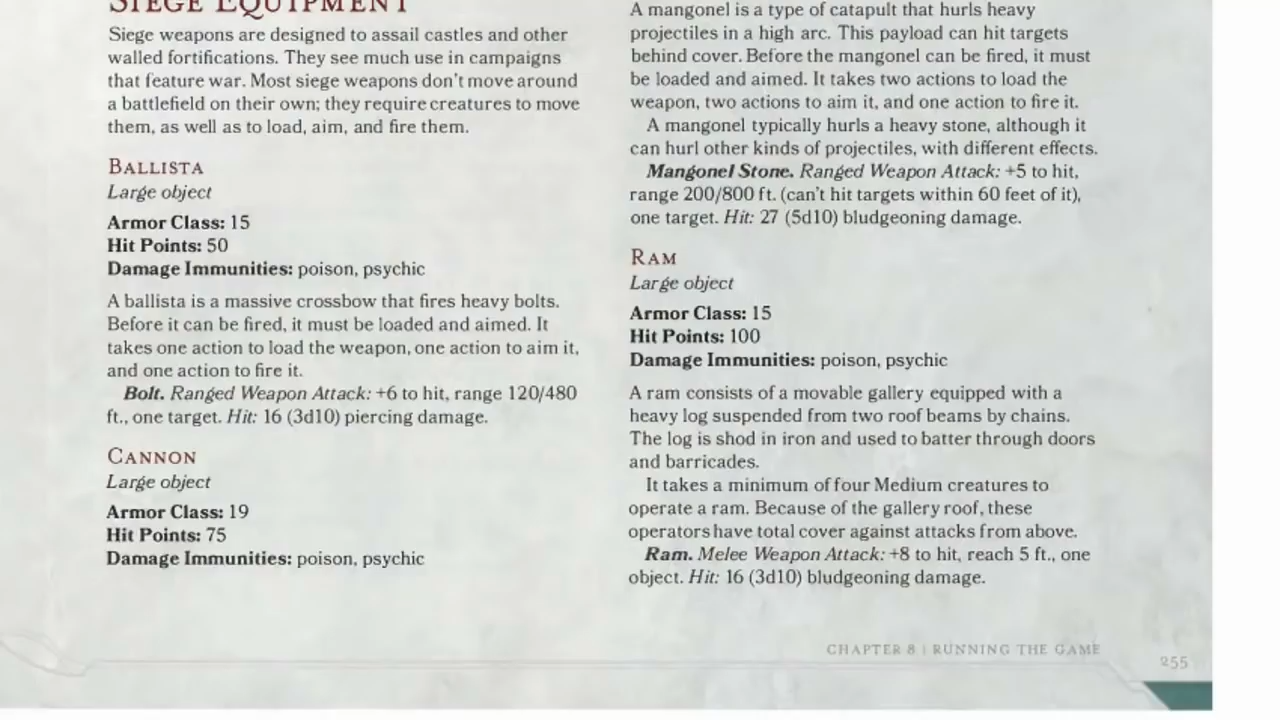 SIEGE EQUIPMENT
Siege weapons are designed to assail castles and other
walled fortifications. They see much use in campaigns
that feature war. Most siege weapons don't move around
a battlefield on their own; they require creatures to move
them, as well as to load, aim, and fire them.
BALLISTA
Large object
Armor Class: 15
Hit Points: 50
Damage Immunities: poison, psychic
A ballista is a massive crossbow that fires heavy bolts.
Before it can be fired, it must be loaded and aimed. It
takes one action to load the weapon, one action to aim it,
and one action to fire it.
Bolt. Ranged Weapon Attack: +6 to hit, range 120/480
ft., one target. Hit: 16 (3d10) piercing damage.
CANNON
Large object
Armor Class: 19
Hit Points: 75
Damage Immunities: poison, psychic
A mangonel is a type of catapult that hurls heavy
projectiles in a high arc. This payload can hit targets
behind cover. Before the mangonel can be fired, it must
be loaded and aimed. It takes two actions to load the
weapon, two actions to aim it, and one action to fire it.
A mangonel typically hurls a heavy stone, although it
can hurl other kinds of projectiles, with different effects.
Mangonel Stone. Ranged Weapon Attack: +5 to hit,
range 200/800 ft. (can't hit targets within 60 feet of it),
one target. Hit: 27 (5d10) bludgeoning damage.
RAM
Large object
Armor Class: 15
Hit Points: 100
Damage Immunities: poison, psychic
A ram consists of a movable gallery equipped with a
heavy log suspended from two roof beams by chains.
The log is shod in iron and used to batter through doors
and barricades.
It takes a minimum of four Medium creatures to
operate a ram. Because of the gallery roof, these
operators have total cover against attacks from above.
Ram. Melee Weapon Attack: +8 to hit, reach 5 ft., one
object. Hit: 16 (3d10) bludgeoning damage.
CHAPTER 8 | RUNNING THE GAME
255